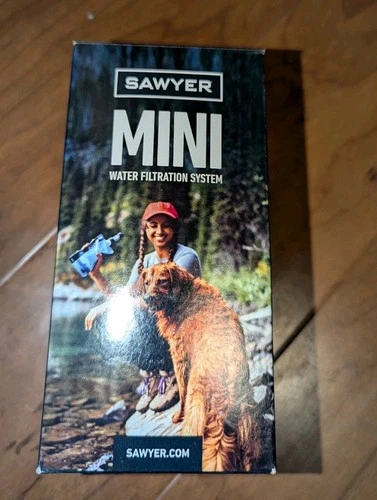 SAWYER
MINI
WATER FILTRATION SYSTEM
SAWYER.COM